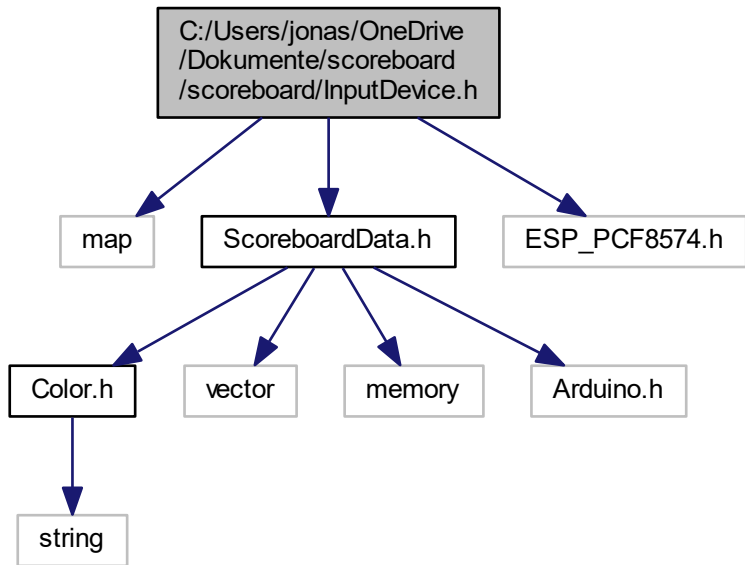 C:/Users/jonas/OneDrive
/Dokumente/scoreboard
/scoreboard/InputDevice.h
map
ScoreboardData.h
ESP_PCF8574.h
Color.h
vector
memory
Arduino.h
string